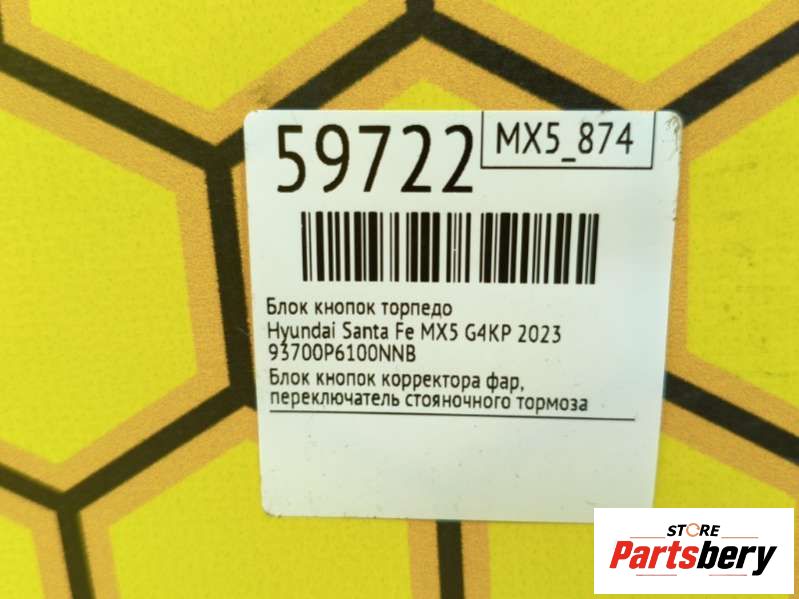 59722
MX5_874
Блок кнопок торпедо
Hyundai Santa Fe MX5 G4KP 2023
93700P6100NNB
Блок кнопок корректора фар,
переключатель стояночного тормоза
STORE
Partsbery